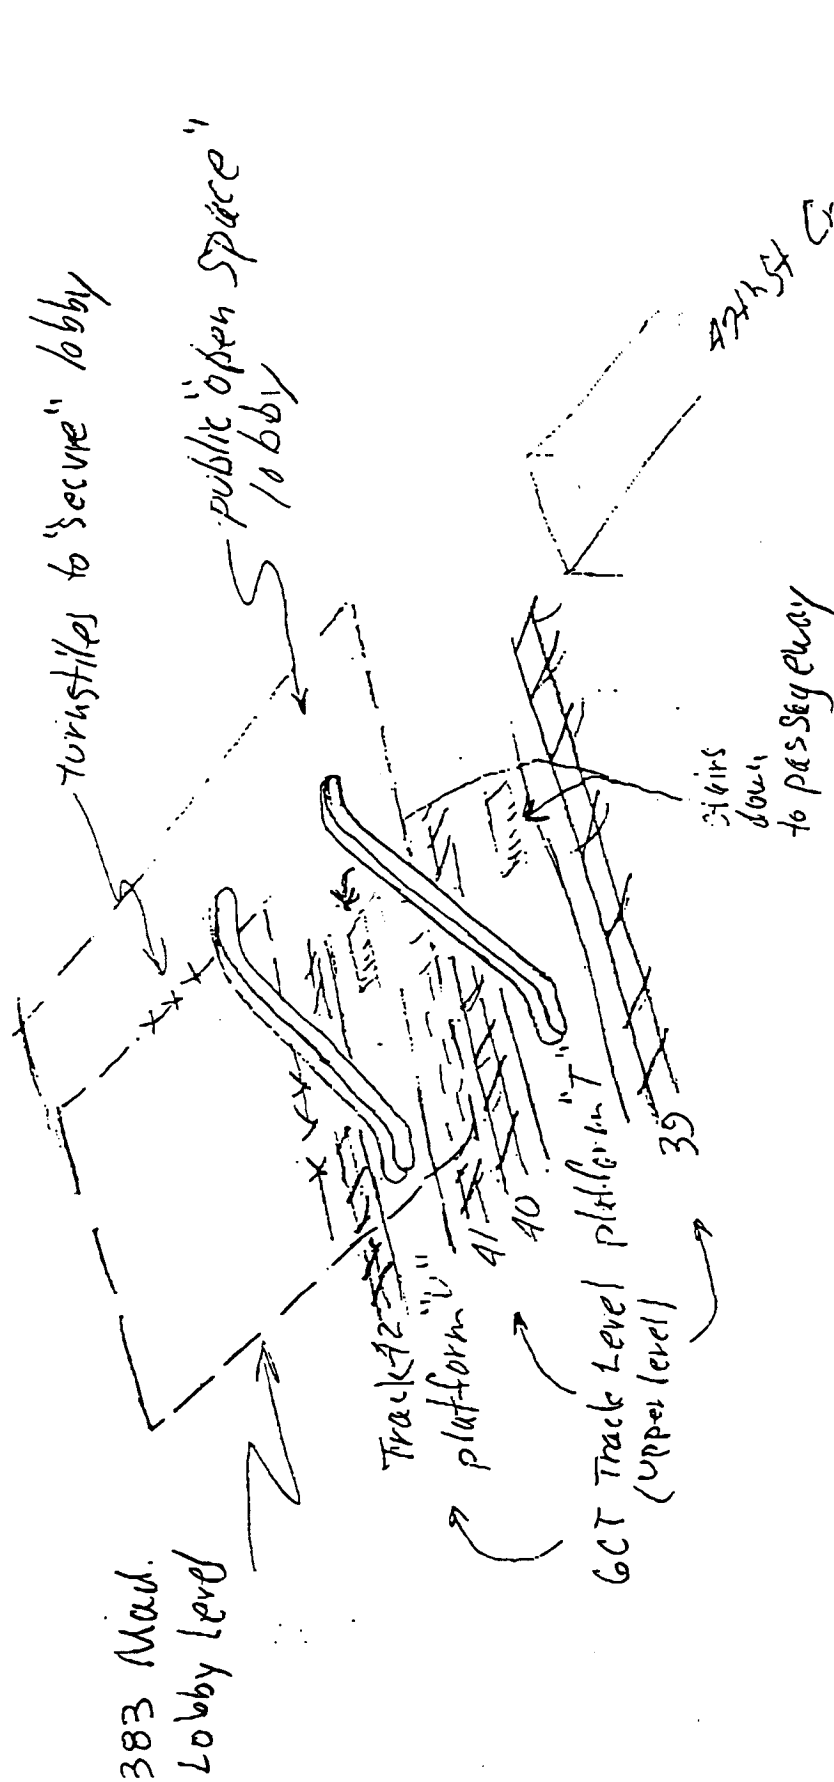 turnstiles to "secure" lobby
public "open space"
lobby
47th St C
stairs
down
to passageway
383 Mad.
Lobby Level
Track 42
platform "U"
41
40
39
GCT Track Level platform "T"
(upper level)